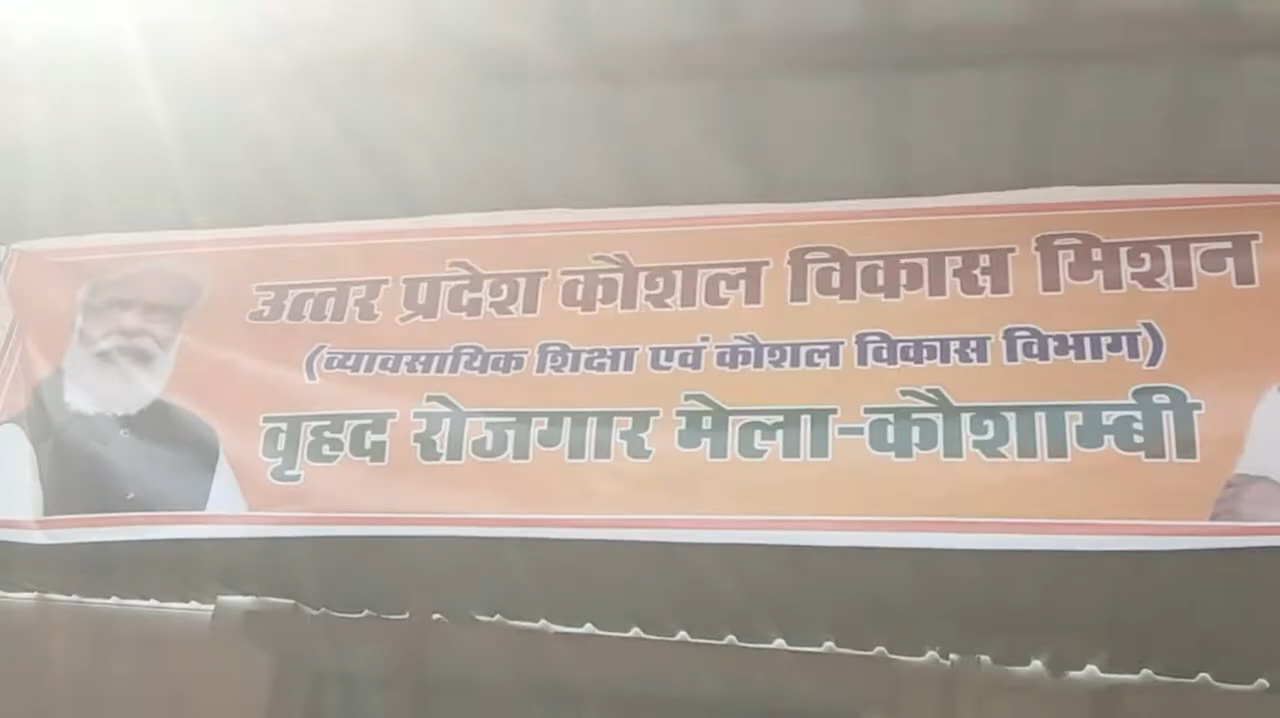 उत्तर प्रदेश कौशल विकास मिशन
(व्यावसायिक शिक्षा एवं कौशल विकास विभाग)
वृहद रोजगार मेला-कौशाम्बी